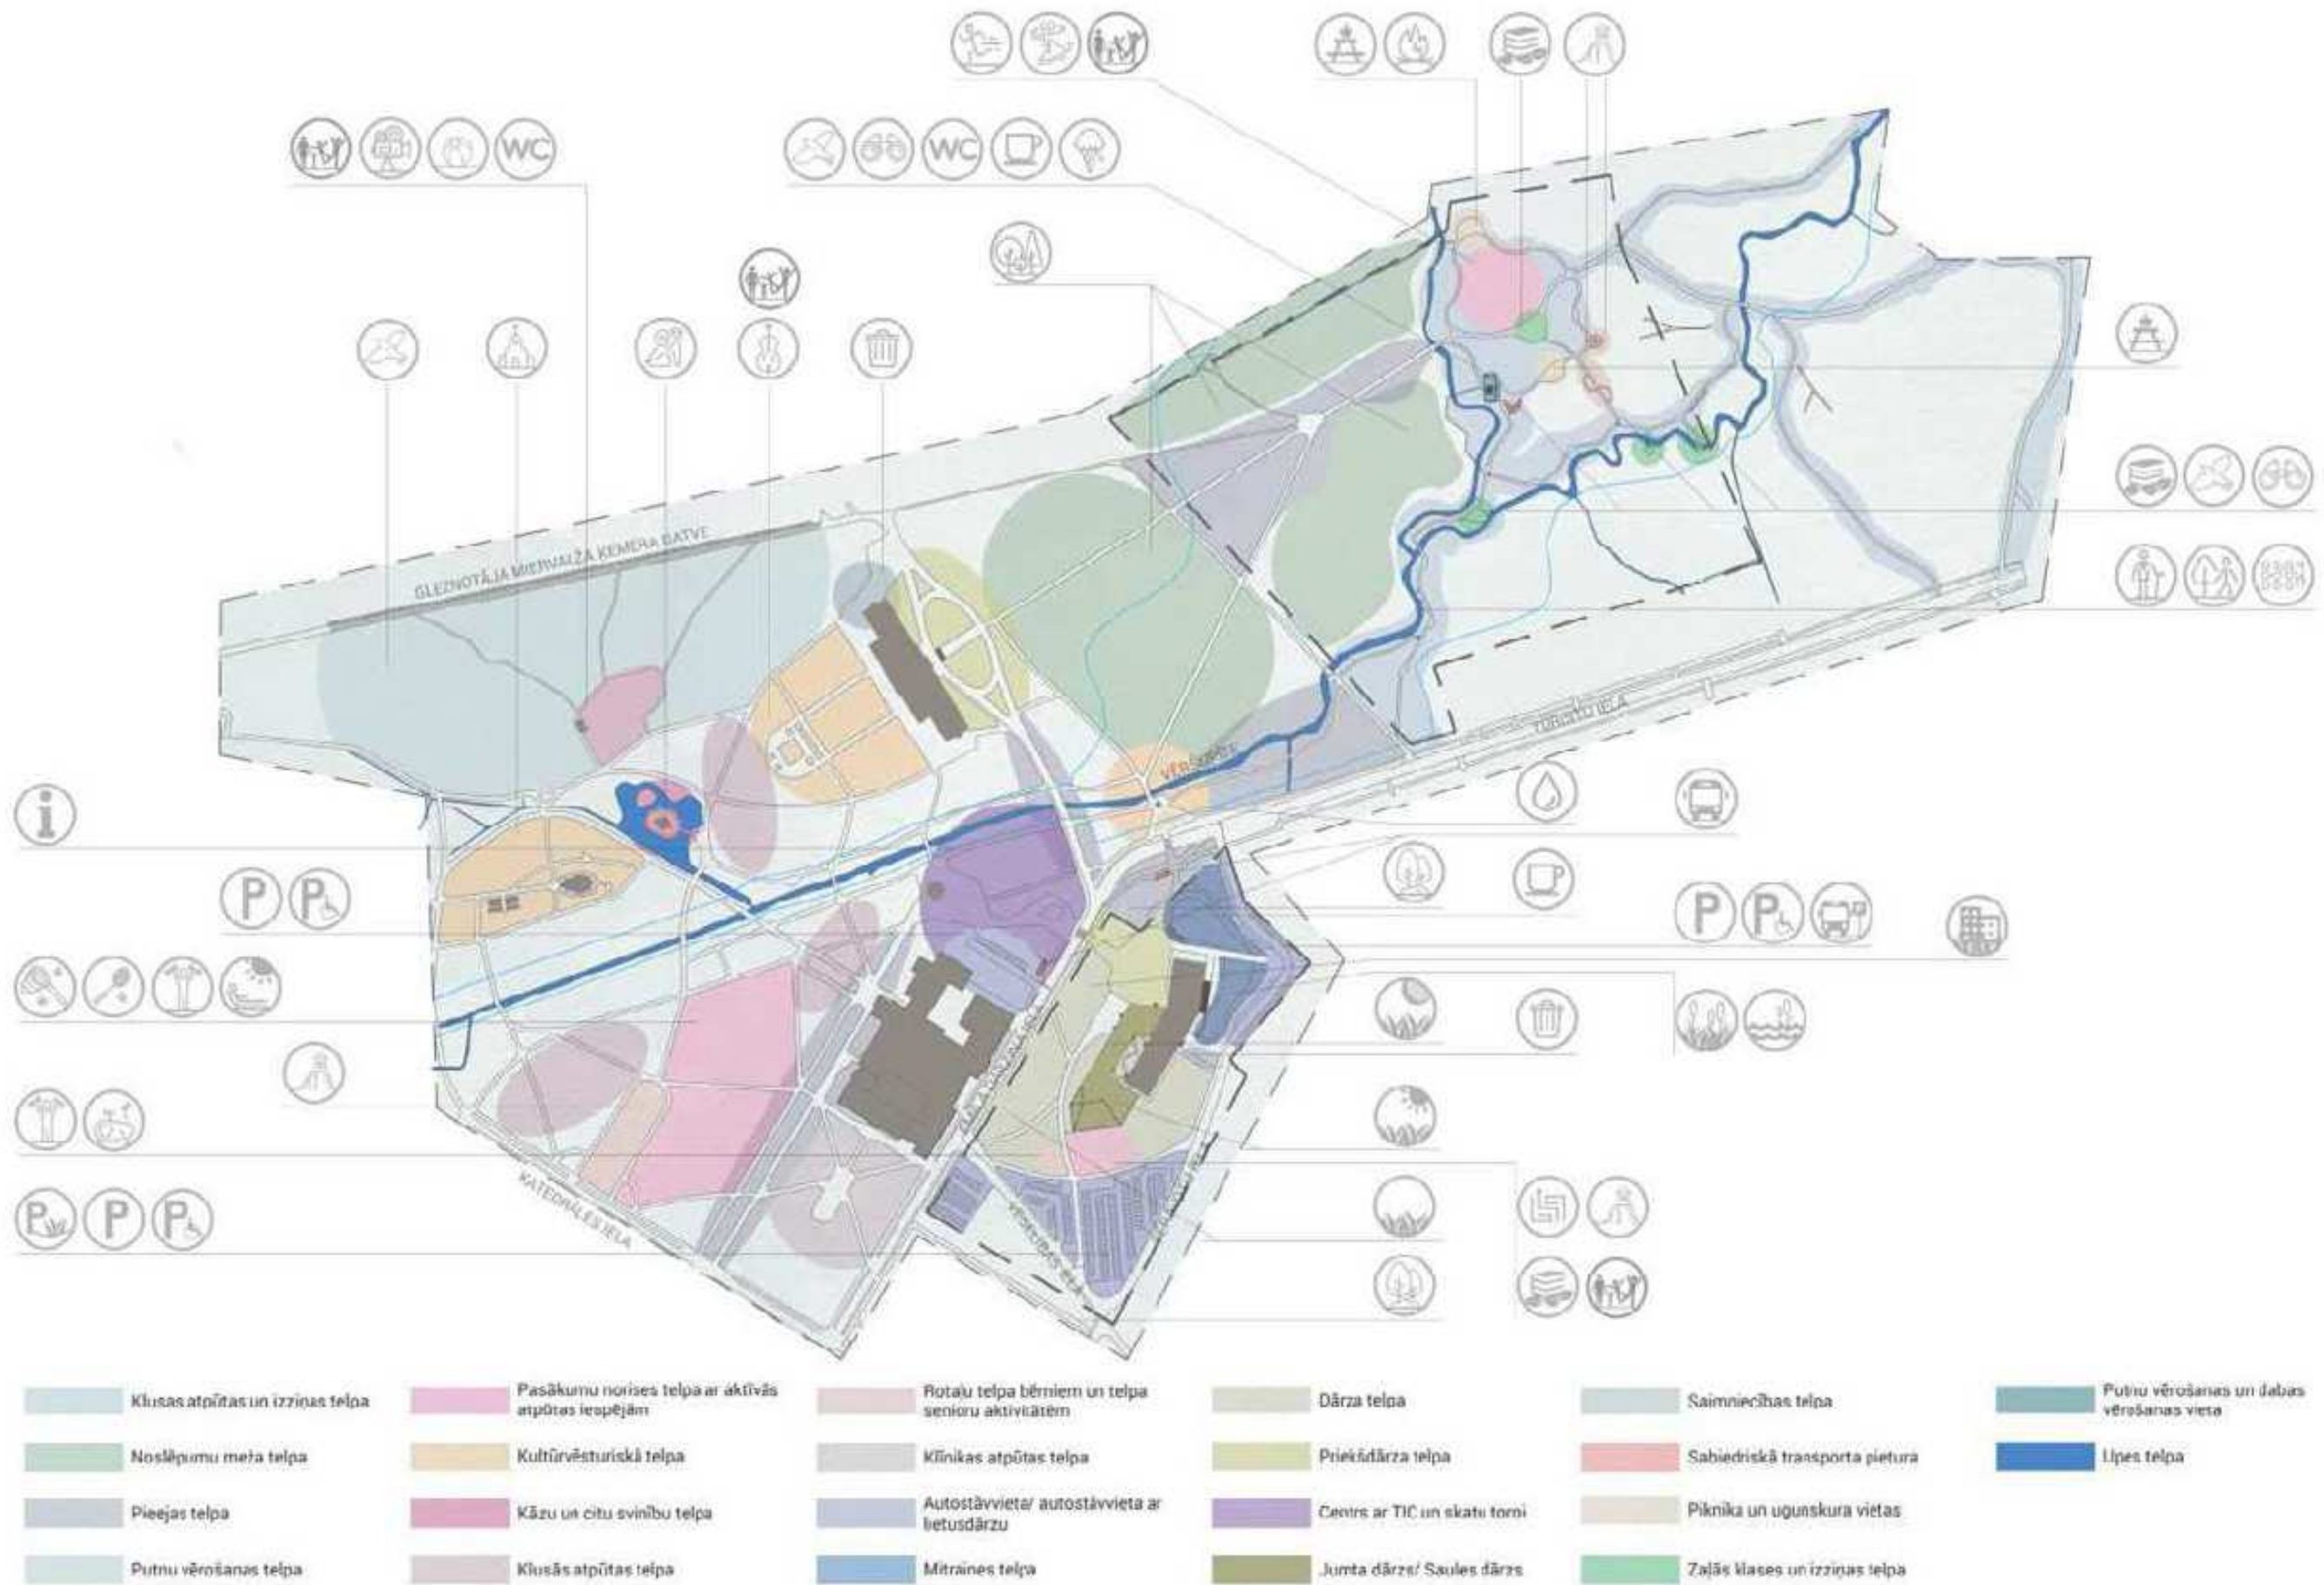 WC
WC
GLEZNOTĀJA MIERVALŽA ĶEMERA GATVE
VĒRŠUPĪTE
i
P P
P P
P P P
KATEDRĀLES IELA
Klusas atpūtas un izziņas telpa
Noslēpumu meža telpa
Pieejas telpa
Putnu vērošanas telpa
Pasākumu norises telpa ar aktīvās
atpūtas iespējām
Kultūrvēsturiskā telpa
Kāzu un citu svinību telpa
Klusās atpūtas telpa
Rotaļu telpa bērniem un telpa
senioru aktivitātēm
Klīnikas atpūtas telpa
Autostāvvieta/ autostāvvieta ar
lietusdārzu
Mitraines telpa
Dārza telpa
Priekšdārza telpa
Centrs ar TIC un skatu torni
Jumta dārzs/ Saules dārzs
Saimniecības telpa
Sabiedriskā transporta pietura
Piknika un ugunskura vietas
Zaļās klases un izziņas telpa
Putnu vērošanas un dabas
vērošanas vieta
Upes telpa